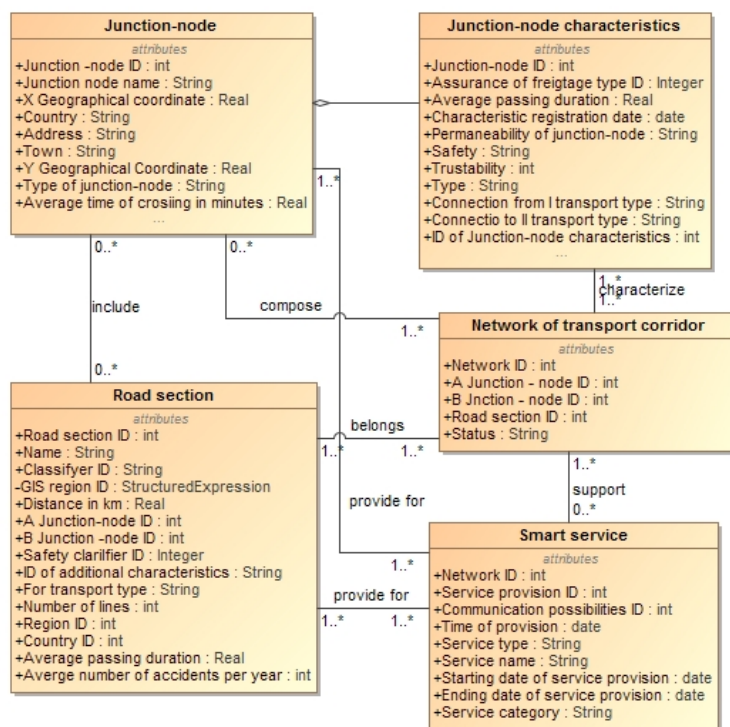 Junction-node
attributes
+Junction -node ID : int
+Junction node name : String
+X Geographical coordinate : Real
+Country : String
+Address : String
+Town : String
+Y Geographical Coordinate : Real
+Type of junction-node : String
+Average time of crosiing in minutes : Real
...
Junction-node characteristics
attributes
+Junction-node ID : int
+Assurance of freigtage type ID : Integer
+Average passing duration : Real
+Characteristic registration date : date
+Permaneability of junction-node : String
+Safety : String
+Trustability : int
+Type : String
+Connection from I transport type : String
+Connectio to II transport type : String
+ID of Junction-node characteristics : int
...
1..*
0..*
0..*
include
compose
1..*
characterize
1..*
1..*
0..*
Network of transport corridor
attributes
+Network ID : int
+A Junction - node ID : int
+B Jnction - node ID : int
+Road section ID : int
+Status : String
Road section
attributes
+Road section ID : int
+Name : String
+Classifyer ID : String
-GIS region ID : StructuredExpression
+Distance in km : Real
+A Junction-node ID : int
+B Junction -node ID : int
+Safety clarilfier ID : Integer
+ID of additional characteristics : String
+For transport type : String
+Number of lines : int
+Region ID : int
+Country ID : int
+Average passing duration : Real
+Averge number of accidents per year : int
belongs
1..*
1..*
1..*
support
0..*
provide for
1..*
provide for
1..*
1..*
Smart service
attributes
+Network ID : int
+Service provision ID : int
+Communication possibilities ID : int
+Time of provision : date
+Service type : String
+Service name : String
+Starting date of service provision : date
+Ending date of service provision : date
+Service category : String